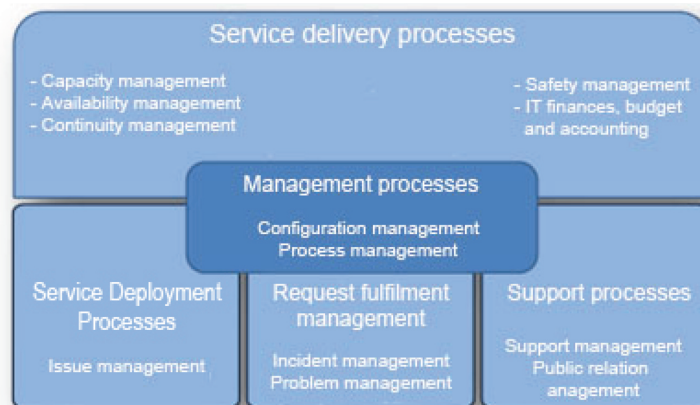 Service delivery processes
- Capacity management
- Availability management
- Continuity management
- Safety management
- IT finances, budget
and accounting
Management processes
Configuration management
Process management
Service Deployment
Processes
Issue management
Request fulfilment
management
Incident management
Problem management
Support processes
Support management
Public relation
anagement